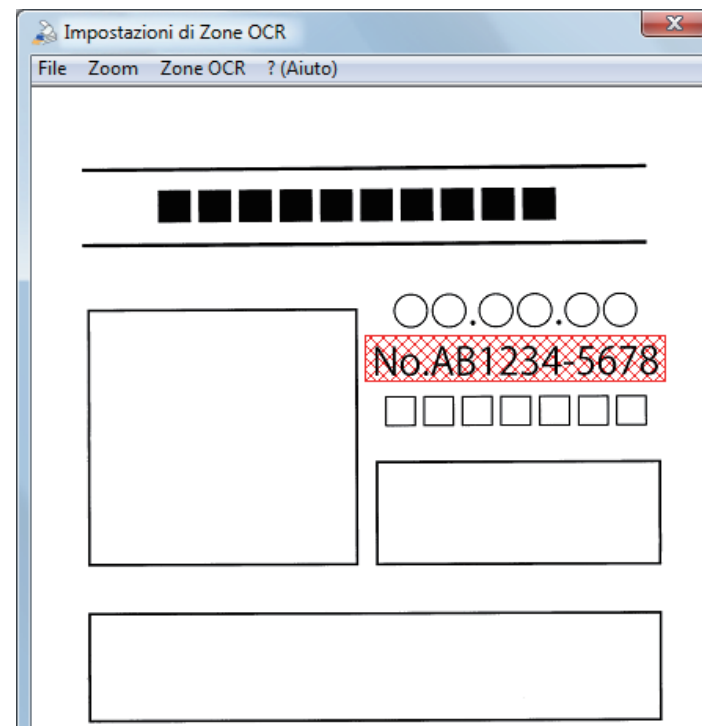 Impostazioni di Zone OCR
File Zoom Zone OCR ? (Aiuto)
■■■■■■■■■■
○○.○○.○○
No.AB1234-5678
□□□□□□□